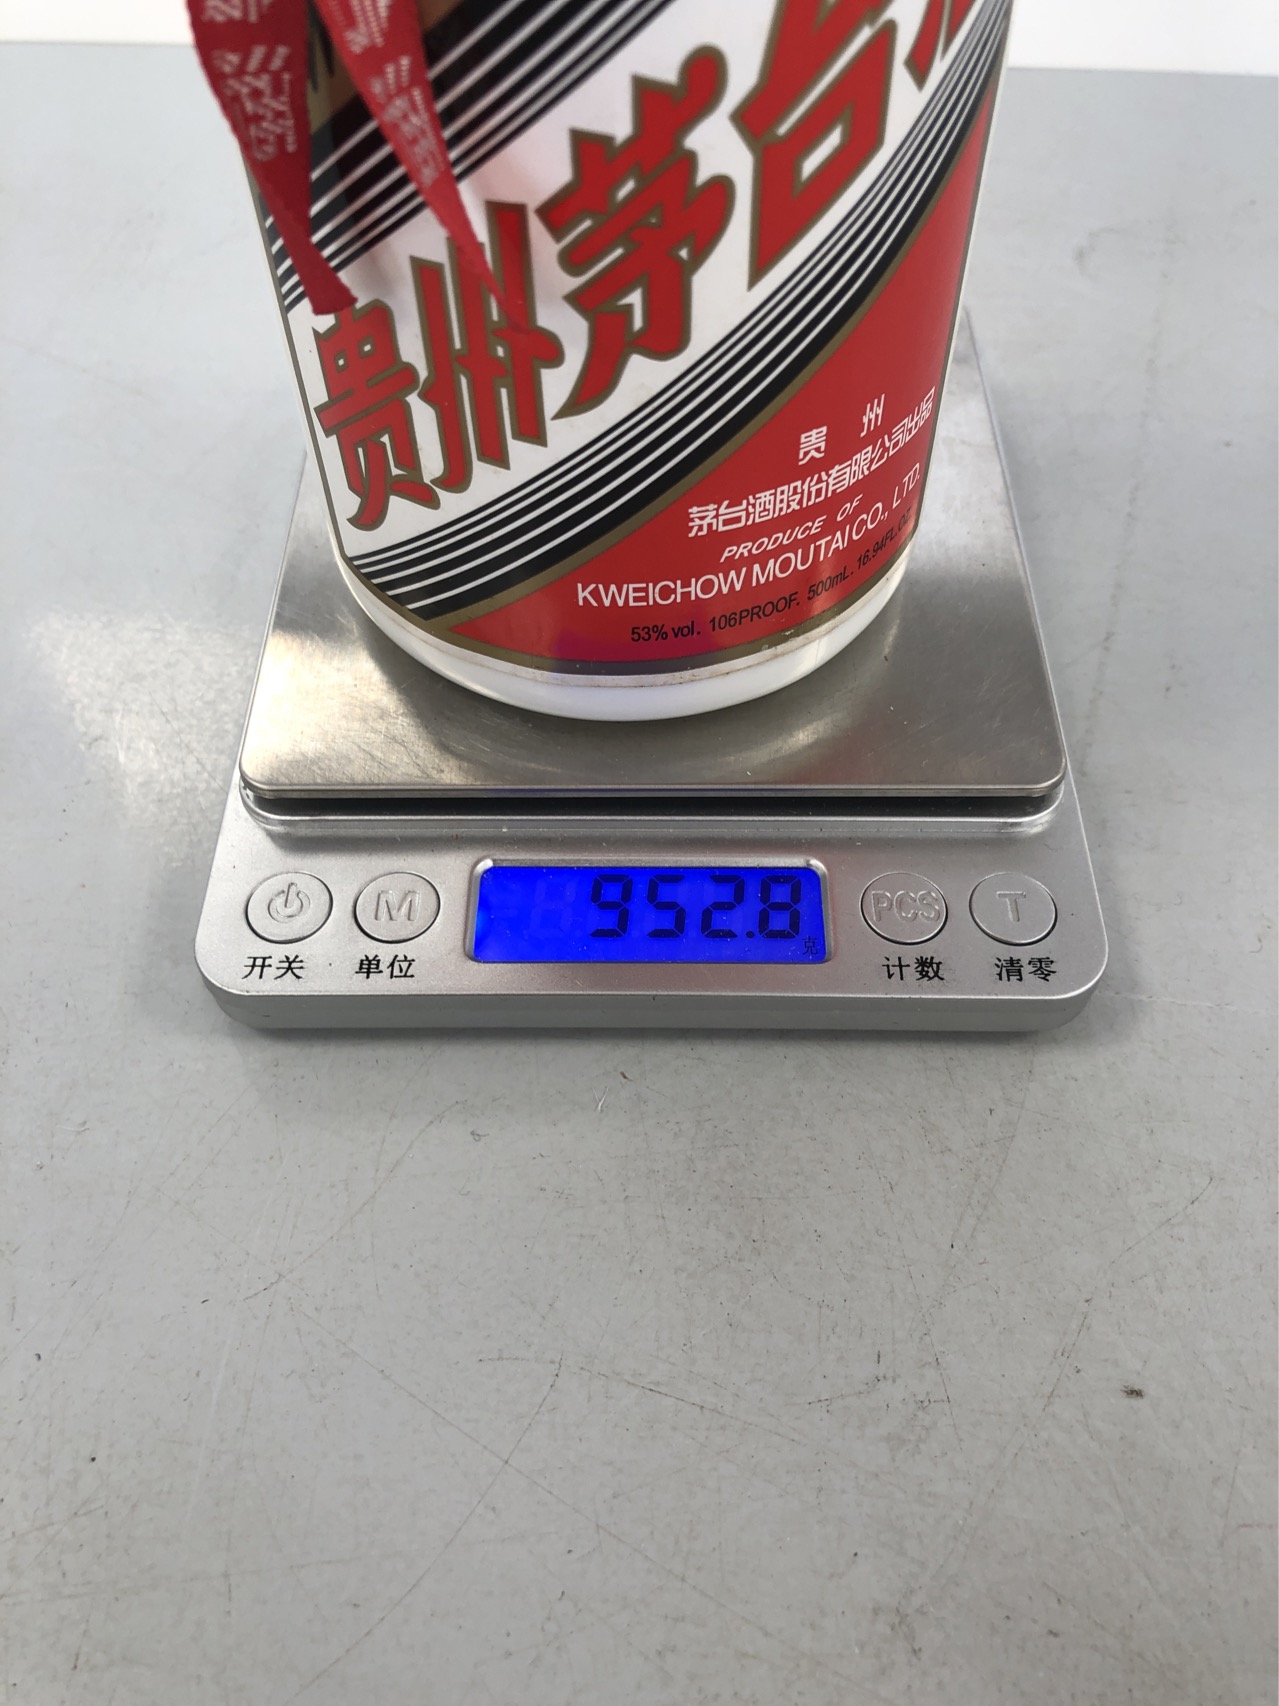 贵州茅台
贵 州
茅台酒股份有限公司出品
PRODUCE OF
KWEICHOW MOUTAI CO., LTD.
53% vol. 106PROOF. 500mL. 16.94FL.OZ
952.8
克
M PCS T
开关 单位 计数 清零